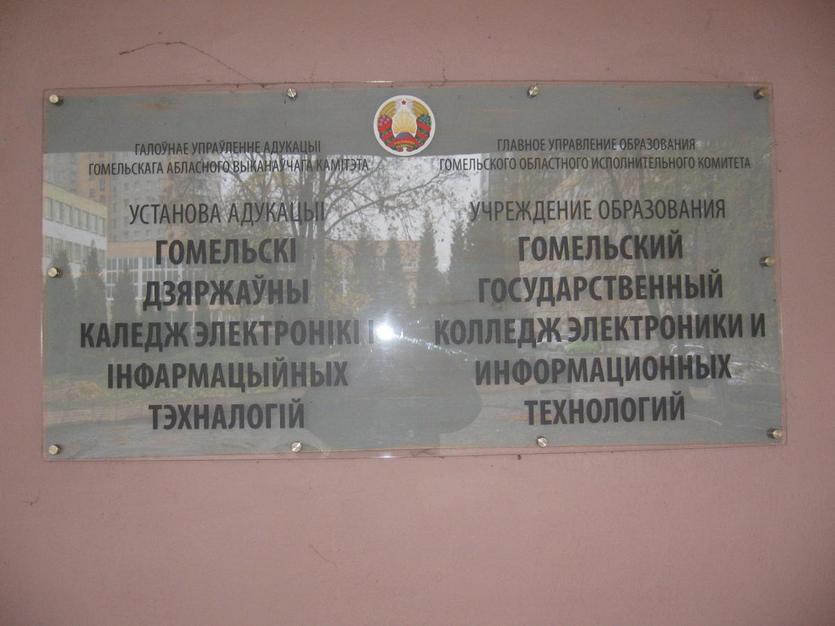 ГАЛОЎНАЕ УПРАЎЛЕННЕ АДУКАЦЫІ
ГОМЕЛЬСКАГА АБЛАСНОГА ВЫКАНАЎЧАГА КАМІТЭТА
УСТАНОВА АДУКАЦЫІ
ГОМЕЛЬСКІ
ДЗЯРЖАЎНЫ
КАЛЕДЖ ЭЛЕКТРОНІКІ І
ІНФАРМАЦЫЙНЫХ
ТЭХНАЛОГІЙ
ГЛАВНОЕ УПРАВЛЕНИЕ ОБРАЗОВАНИЯ
ГОМЕЛЬСКОГО ОБЛАСТНОГО ИСПОЛНИТЕЛЬНОГО КОМИТЕТА
УЧРЕЖДЕНИЕ ОБРАЗОВАНИЯ
ГОМЕЛЬСКИЙ
ГОСУДАРСТВЕННЫЙ
КОЛЛЕДЖ ЭЛЕКТРОНИКИ И
ИНФОРМАЦИОННЫХ
ТЕХНОЛОГИЙ